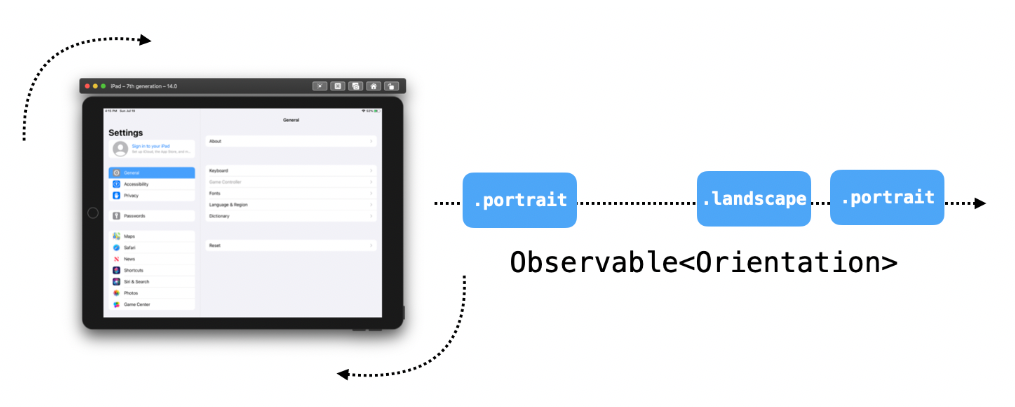 iPad – 7th generation – 14.0
General
Settings
Sign in to your iPad
About
General
Accessibility
Privacy
Keyboard
Game Controller
Fonts
Language & Region
Dictionary
Passwords
Reset
Maps
Safari
News
Shortcuts
Siri & Search
Photos
Game Center
.portrait
.landscape
.portrait
Observable<Orientation>